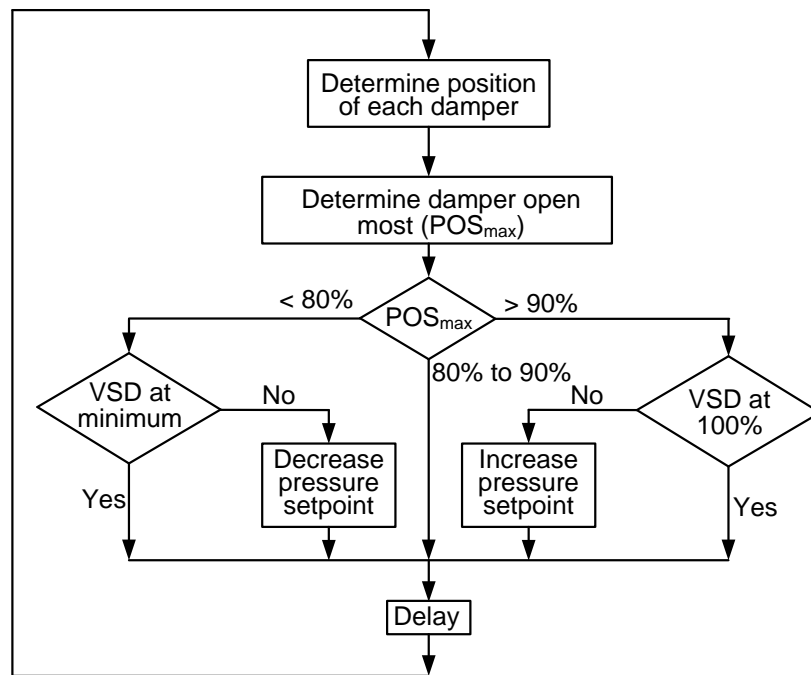 Determine position
of each damper
Determine damper open
most (POSmax)
< 80%
POSmax
> 90%
80% to 90%
VSD at
minimum
No
Decrease
pressure
setpoint
Yes
No
VSD at
100%
Increase
pressure
setpoint
Yes
Delay